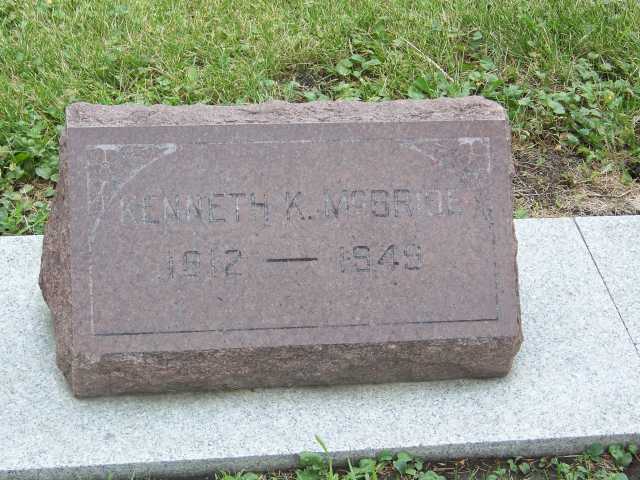 KENNETH K. McBRIDE
1912 — 1949